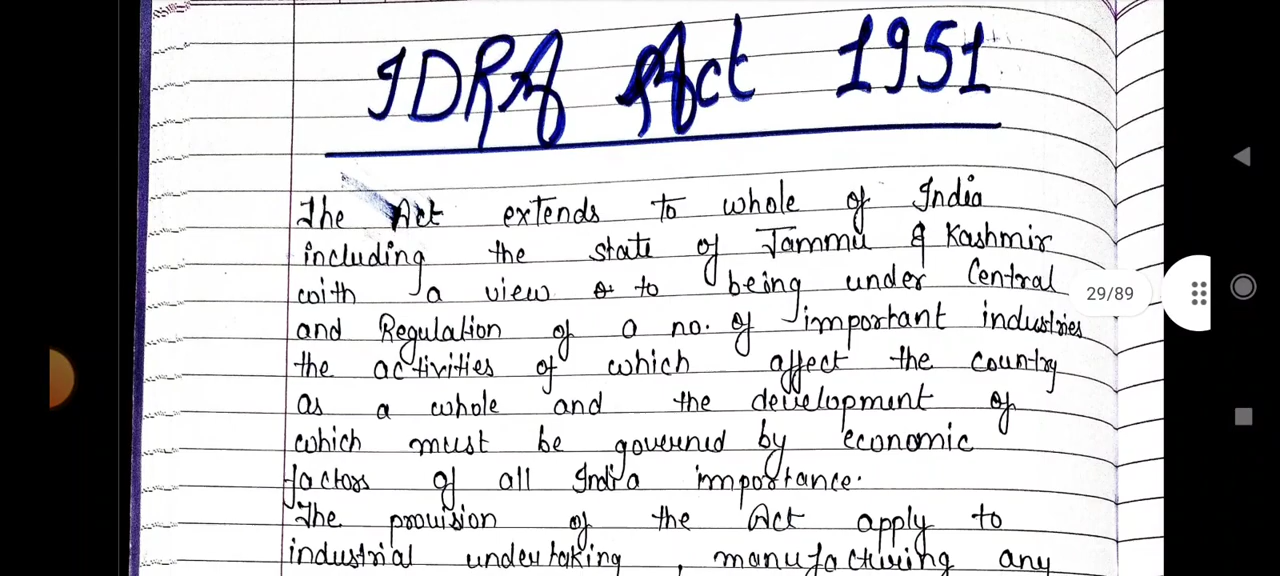 IDRA Act 1951
The Act extends to whole of India
including the state of Jammu & Kashmir
with a view to being under Central
29/89
and Regulation of a no. of important industries
the activities of which affect the country
as a whole and the development of
which must be governed by economic
factors of all India importance.
The provision of the Act apply to
industrial undertaking , manufacturing any